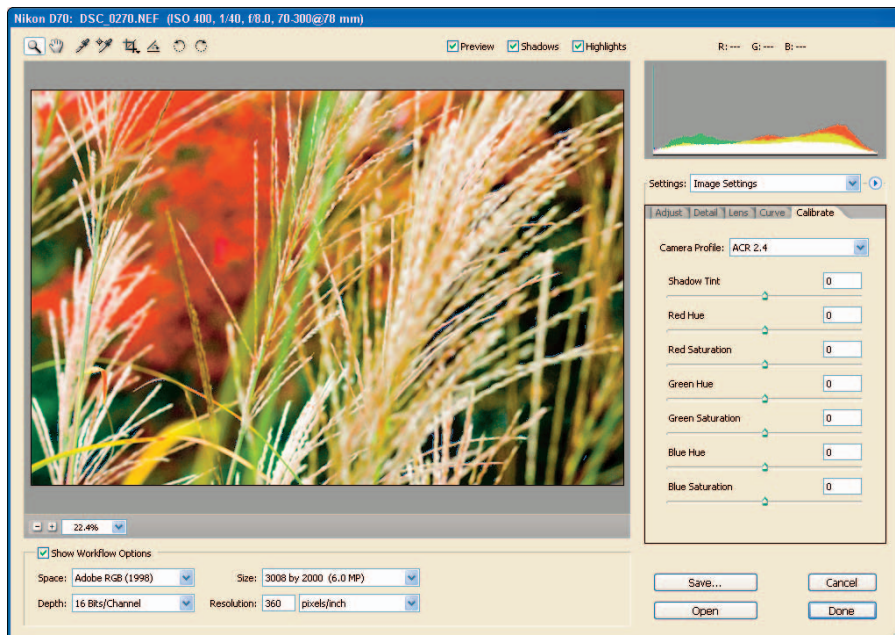 Nikon D70: DSC_0270.NEF (ISO 400, 1/40, f/8.0, 70-300@78 mm)
Preview Shadows Highlights R: --- G: --- B: ---
Settings: Image Settings
Adjust Detail Lens Curve Calibrate
Camera Profile: ACR 2.4
Shadow Tint 0
Red Hue 0
Red Saturation 0
Green Hue 0
Green Saturation 0
Blue Hue 0
Blue Saturation 0
22.4%
Show Workflow Options
Space: Adobe RGB (1998) Size: 3008 by 2000 (6.0 MP)
Depth: 16 Bits/Channel Resolution: 360 pixels/inch
Save... Cancel
Open Done